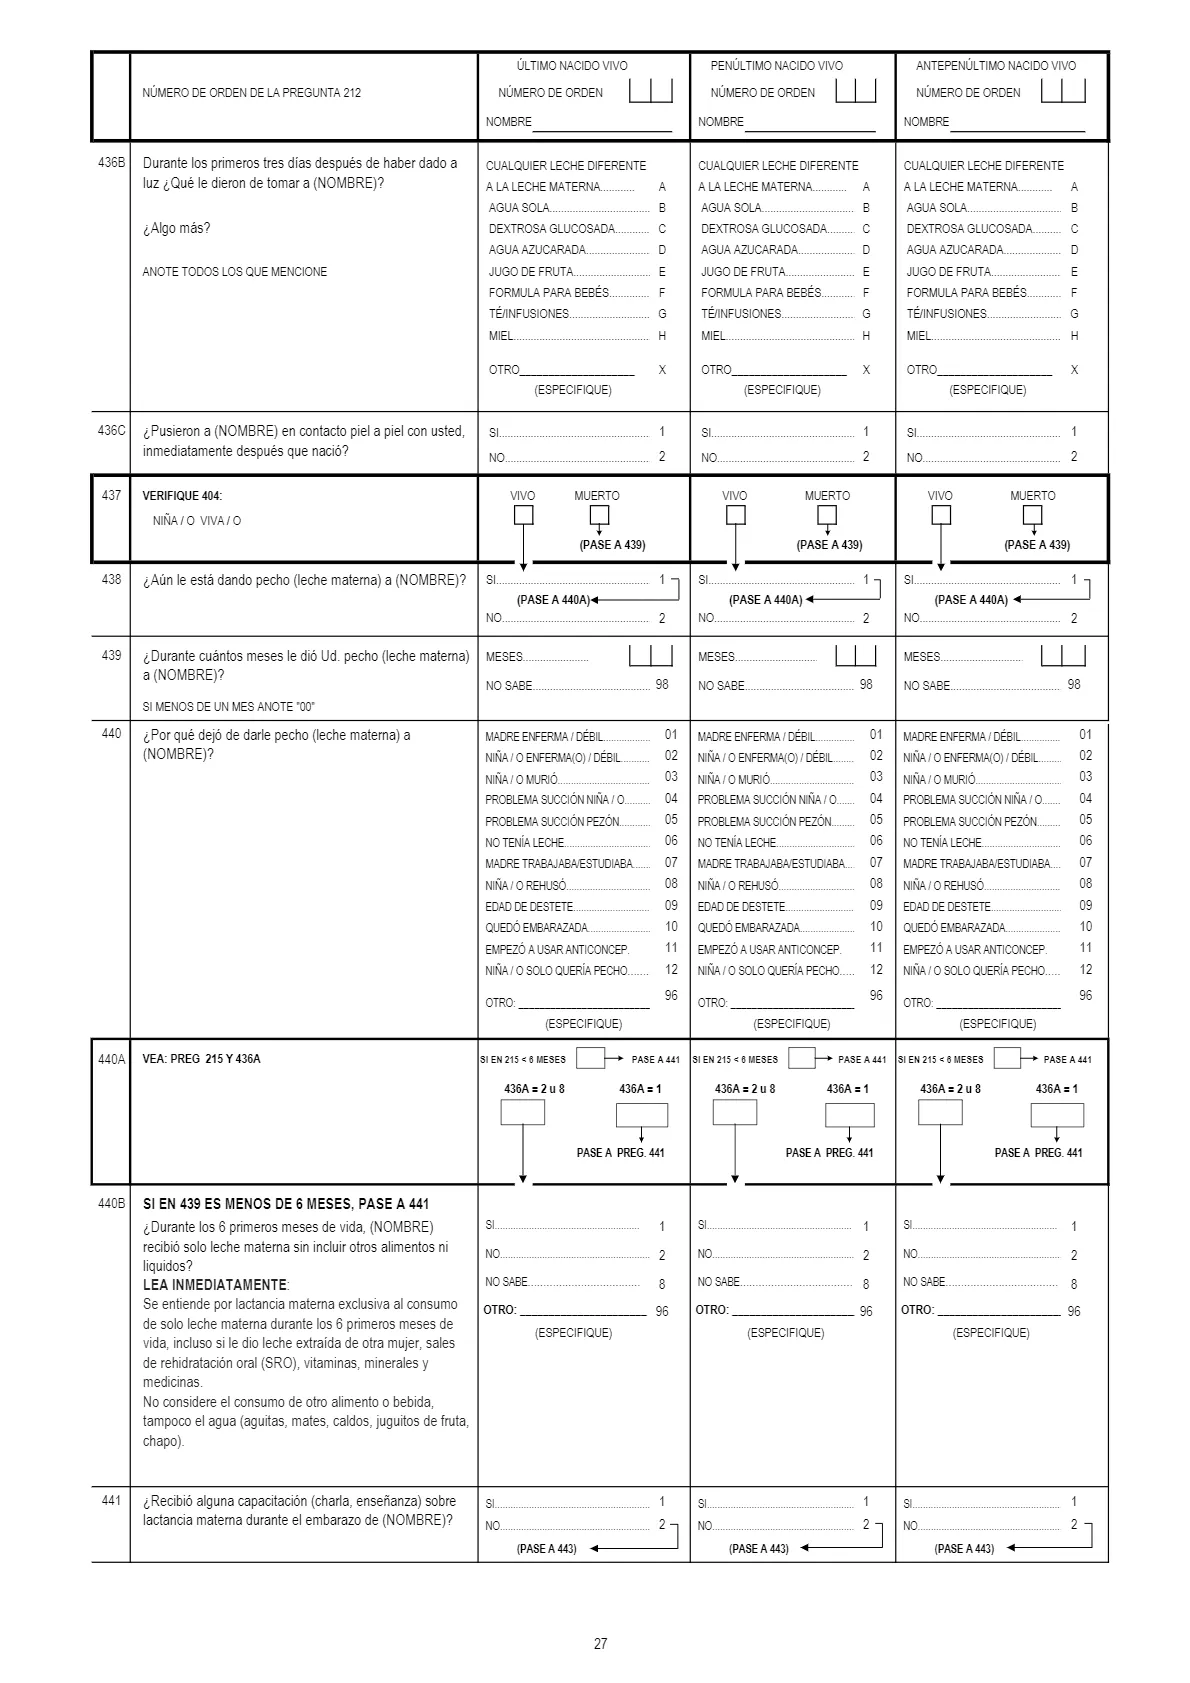 NÚMERO DE ORDEN DE LA PREGUNTA 212
ÚLTIMO NACIDO VIVO
NÚMERO DE ORDEN
NOMBRE____________________
PENÚLTIMO NACIDO VIVO
NÚMERO DE ORDEN
NOMBRE____________________
ANTEPENÚLTIMO NACIDO VIVO
NÚMERO DE ORDEN
NOMBRE____________________
436B
Durante los primeros tres días después de haber dado a
luz ¿Qué le dieron de tomar a (NOMBRE)?
¿Algo más?
ANOTE TODOS LOS QUE MENCIONE
CUALQUIER LECHE DIFERENTE
A LA LECHE MATERNA............ A
AGUA SOLA................................... B
DEXTROSA GLUCOSADA............ C
AGUA AZUCARADA...................... D
JUGO DE FRUTA........................... E
FORMULA PARA BEBÉS.............. F
TÉ/INFUSIONES............................ G
MIEL............................................... H
OTRO____________________ X
(ESPECIFIQUE)
CUALQUIER LECHE DIFERENTE
A LA LECHE MATERNA............ A
AGUA SOLA................................ B
DEXTROSA GLUCOSADA.......... C
AGUA AZUCARADA.................... D
JUGO DE FRUTA........................ E
FORMULA PARA BEBÉS............ F
TÉ/INFUSIONES.......................... G
MIEL............................................. H
OTRO____________________ X
(ESPECIFIQUE)
CUALQUIER LECHE DIFERENTE
A LA LECHE MATERNA............ A
AGUA SOLA................................ B
DEXTROSA GLUCOSADA.......... C
AGUA AZUCARADA.................... D
JUGO DE FRUTA........................ E
FORMULA PARA BEBÉS............ F
TÉ/INFUSIONES.......................... G
MIEL............................................. H
OTRO____________________ X
(ESPECIFIQUE)
436C
¿Pusieron a (NOMBRE) en contacto piel a piel con usted,
inmediatamente después que nació?
SI.................................................... 1
NO.................................................. 2
SI.................................................. 1
NO................................................ 2
SI.................................................. 1
NO................................................ 2
437
VERIFIQUE 404:
NIÑA / O VIVA / O
VIVO MUERTO
(PASE A 439)
VIVO MUERTO
(PASE A 439)
VIVO MUERTO
(PASE A 439)
438
¿Aún le está dando pecho (leche materna) a (NOMBRE)?
SI..................................................... 1
(PASE A 440A)
NO................................................... 2
SI................................................... 1
(PASE A 440A)
NO................................................. 2
SI................................................... 1
(PASE A 440A)
NO................................................. 2
439
¿Durante cuántos meses le dió Ud. pecho (leche materna)
a (NOMBRE)?
SI MENOS DE UN MES ANOTE "00"
MESES.......................
NO SABE......................................... 98
MESES............................
NO SABE...................................... 98
MESES............................
NO SABE...................................... 98
440
¿Por qué dejó de darle pecho (leche materna) a
(NOMBRE)?
MADRE ENFERMA / DÉBIL................. 01
NIÑA / O ENFERMA(O) / DÉBIL.......... 02
NIÑA / O MURIÓ................................. 03
PROBLEMA SUCCIÓN NIÑA / O......... 04
PROBLEMA SUCCIÓN PEZÓN........... 05
NO TENÍA LECHE............................... 06
MADRE TRABAJABA/ESTUDIABA....... 07
NIÑA / O REHUSÓ............................... 08
EDAD DE DESTETE............................ 09
QUEDÓ EMBARAZADA....................... 10
EMPEZÓ A USAR ANTICONCEP. 11
NIÑA / O SOLO QUERÍA PECHO....... 12
OTRO: ________________________ 96
(ESPECIFIQUE)
MADRE ENFERMA / DÉBIL.............. 01
NIÑA / O ENFERMA(O) / DÉBIL........ 02
NIÑA / O MURIÓ............................... 03
PROBLEMA SUCCIÓN NIÑA / O....... 04
PROBLEMA SUCCIÓN PEZÓN......... 05
NO TENÍA LECHE............................. 06
MADRE TRABAJABA/ESTUDIABA.... 07
NIÑA / O REHUSÓ............................ 08
EDAD DE DESTETE......................... 09
QUEDÓ EMBARAZADA.................... 10
EMPEZÓ A USAR ANTICONCEP. 11
NIÑA / O SOLO QUERÍA PECHO..... 12
OTRO: ______________________ 96
(ESPECIFIQUE)
MADRE ENFERMA / DÉBIL.............. 01
NIÑA / O ENFERMA(O) / DÉBIL........ 02
NIÑA / O MURIÓ............................... 03
PROBLEMA SUCCIÓN NIÑA / O....... 04
PROBLEMA SUCCIÓN PEZÓN......... 05
NO TENÍA LECHE............................. 06
MADRE TRABAJABA/ESTUDIABA.... 07
NIÑA / O REHUSÓ............................ 08
EDAD DE DESTETE......................... 09
QUEDÓ EMBARAZADA.................... 10
EMPEZÓ A USAR ANTICONCEP. 11
NIÑA / O SOLO QUERÍA PECHO..... 12
OTRO: ______________________ 96
(ESPECIFIQUE)
440A
VEA: PREG 215 Y 436A
SI EN 215 < 6 MESES PASE A 441
436A = 2 u 8 436A = 1
PASE A PREG. 441
SI EN 215 < 6 MESES PASE A 441
436A = 2 u 8 436A = 1
PASE A PREG. 441
SI EN 215 < 6 MESES PASE A 441
436A = 2 u 8 436A = 1
PASE A PREG. 441
440B
SI EN 439 ES MENOS DE 6 MESES, PASE A 441
¿Durante los 6 primeros meses de vida, (NOMBRE)
recibió solo leche materna sin incluir otros alimentos ni
liquidos?
LEA INMEDIATAMENTE:
Se entiende por lactancia materna exclusiva al consumo
de solo leche materna durante los 6 primeros meses de
vida, incluso si le dio leche extraída de otra mujer, sales
de rehidratación oral (SRO), vitaminas, minerales y
medicinas.
No considere el consumo de otro alimento o bebida,
tampoco el agua (aguitas, mates, caldos, juguitos de fruta,
chapo).
SI....................................................... 1
NO........................................................ 2
NO SABE................................. 8
OTRO: ____________________ 96
(ESPECIFIQUE)
SI....................................................... 1
NO...................................................... 2
NO SABE................................. 8
OTRO: ____________________ 96
(ESPECIFIQUE)
SI....................................................... 1
NO...................................................... 2
NO SABE................................. 8
OTRO: ____________________ 96
(ESPECIFIQUE)
441
¿Recibió alguna capacitación (charla, enseñanza) sobre
lactancia materna durante el embarazo de (NOMBRE)?
SI.......................................................... 1
NO........................................................ 2
(PASE A 443)
SI........................................................ 1
NO...................................................... 2
(PASE A 443)
SI........................................................ 1
NO...................................................... 2
(PASE A 443)
27